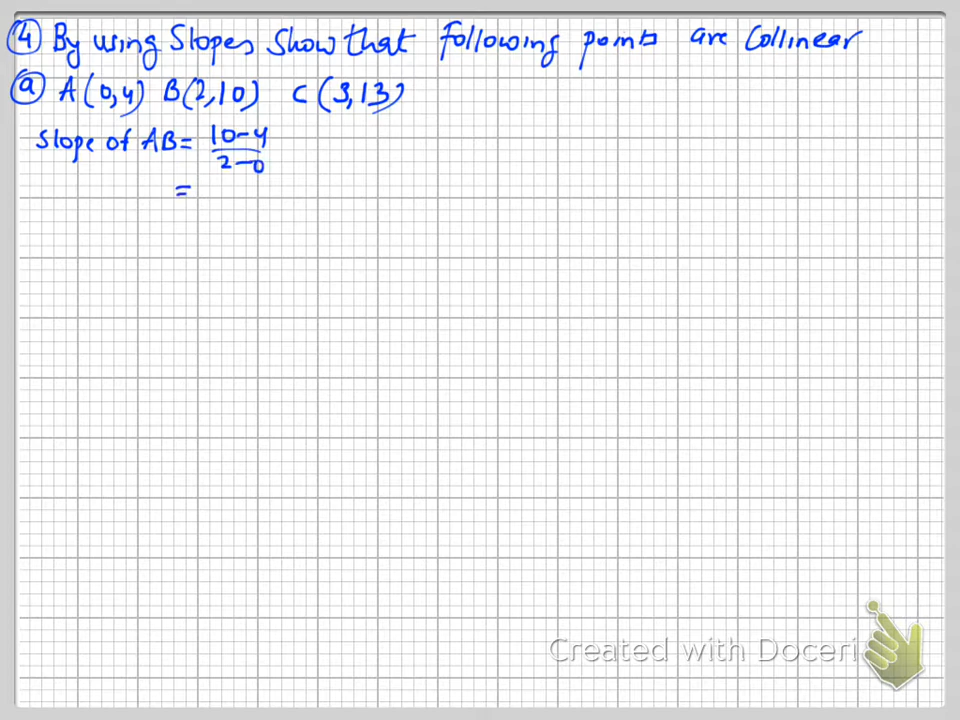 ④ By using Slopes Show that following points are Collinear
ⓐ A(0,4) B(2,10) C(3,13)
Slope of AB = \frac{10-4}{2-0}
=
Created with Doceri